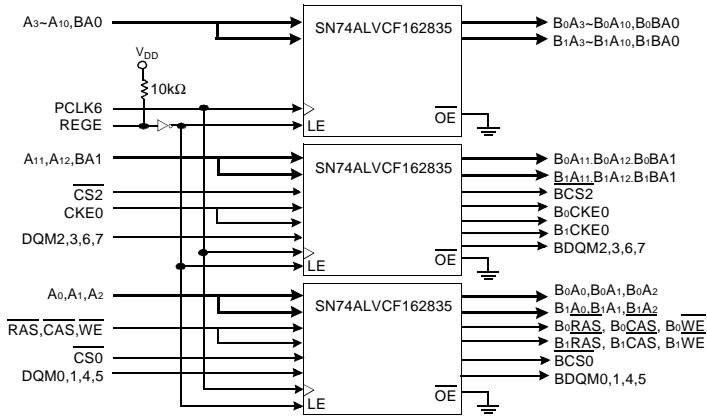 A3~A10,BA0
SN74ALVCF162835
B0A3~B0A10,B0BA0
B1A3~B1A10,B1BA0
VDD
10kΩ
PCLK6
REGE
LE
OE
A11,A12,BA1
SN74ALVCF162835
B0A11.B0A12.B0BA1
B1A11.B1A12.B1BA1
CS2
BCS2
CKE0
B0CKE0
B1CKE0
DQM2,3,6,7
BDQM2,3,6,7
LE
OE
A0,A1,A2
SN74ALVCF162835
B0A0,B0A1,B0A2
B1A0,B1A1,B1A2
RAS,CAS,WE
B0RAS, B0CAS, B0WE
B1RAS, B1CAS, B1WE
CS0
BCS0
DQM0,1,4,5
BDQM0,1,4,5
LE
OE